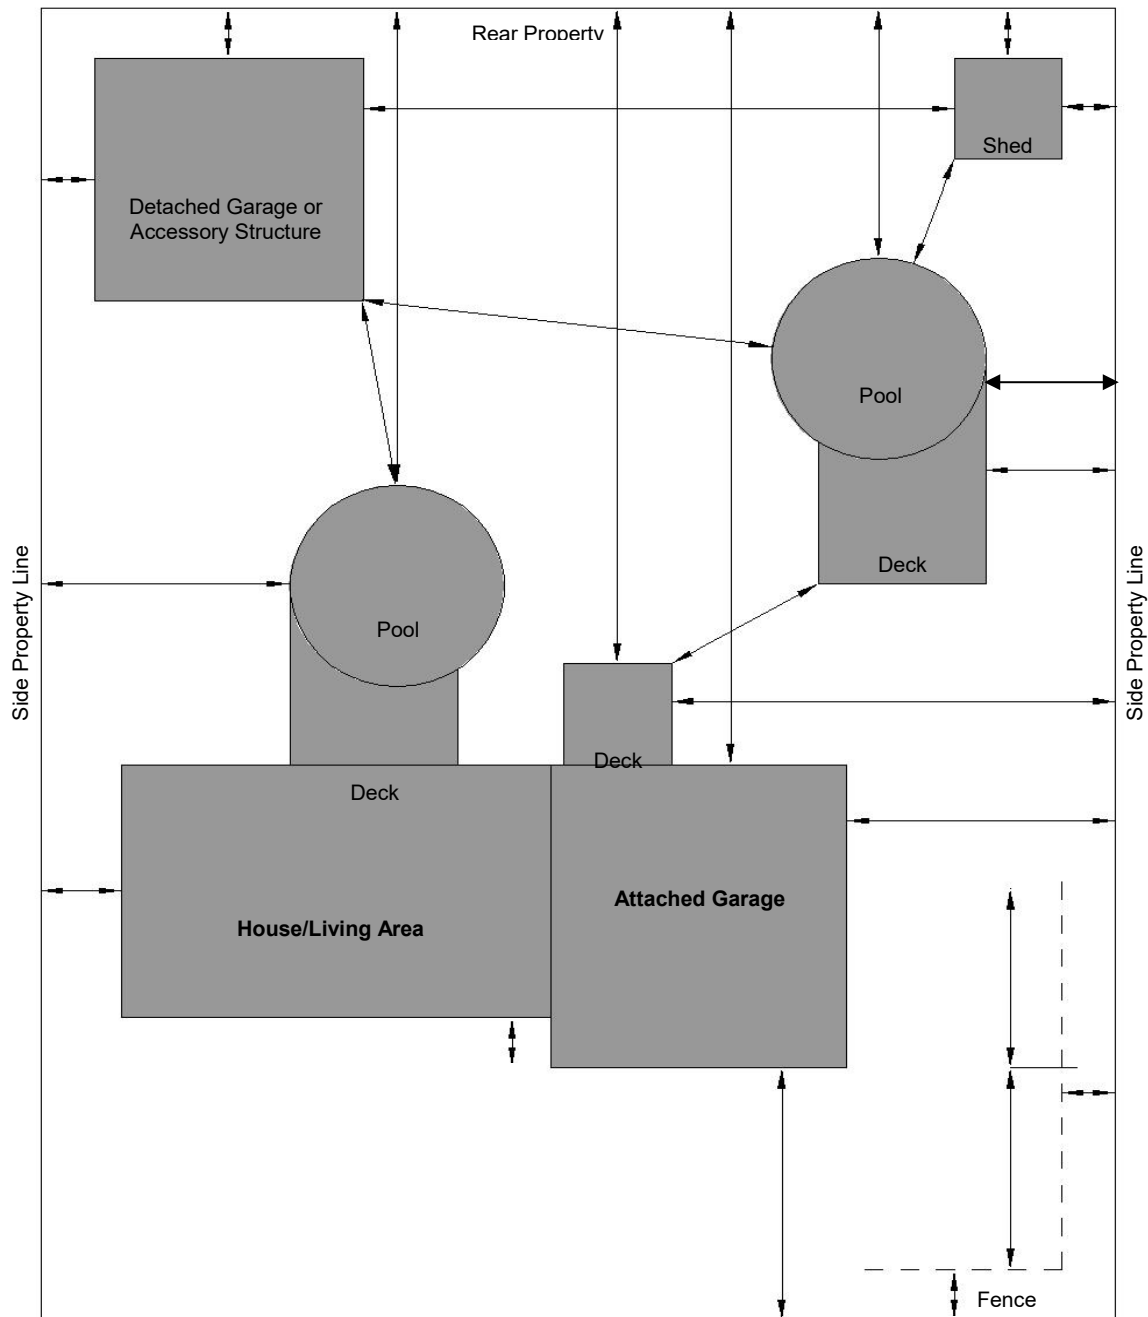 Rear Property
Shed
Detached Garage or
Accessory Structure
Pool
Deck
Side Property Line
Side Property Line
Pool
Deck
Deck
Attached Garage
House/Living Area
Fence